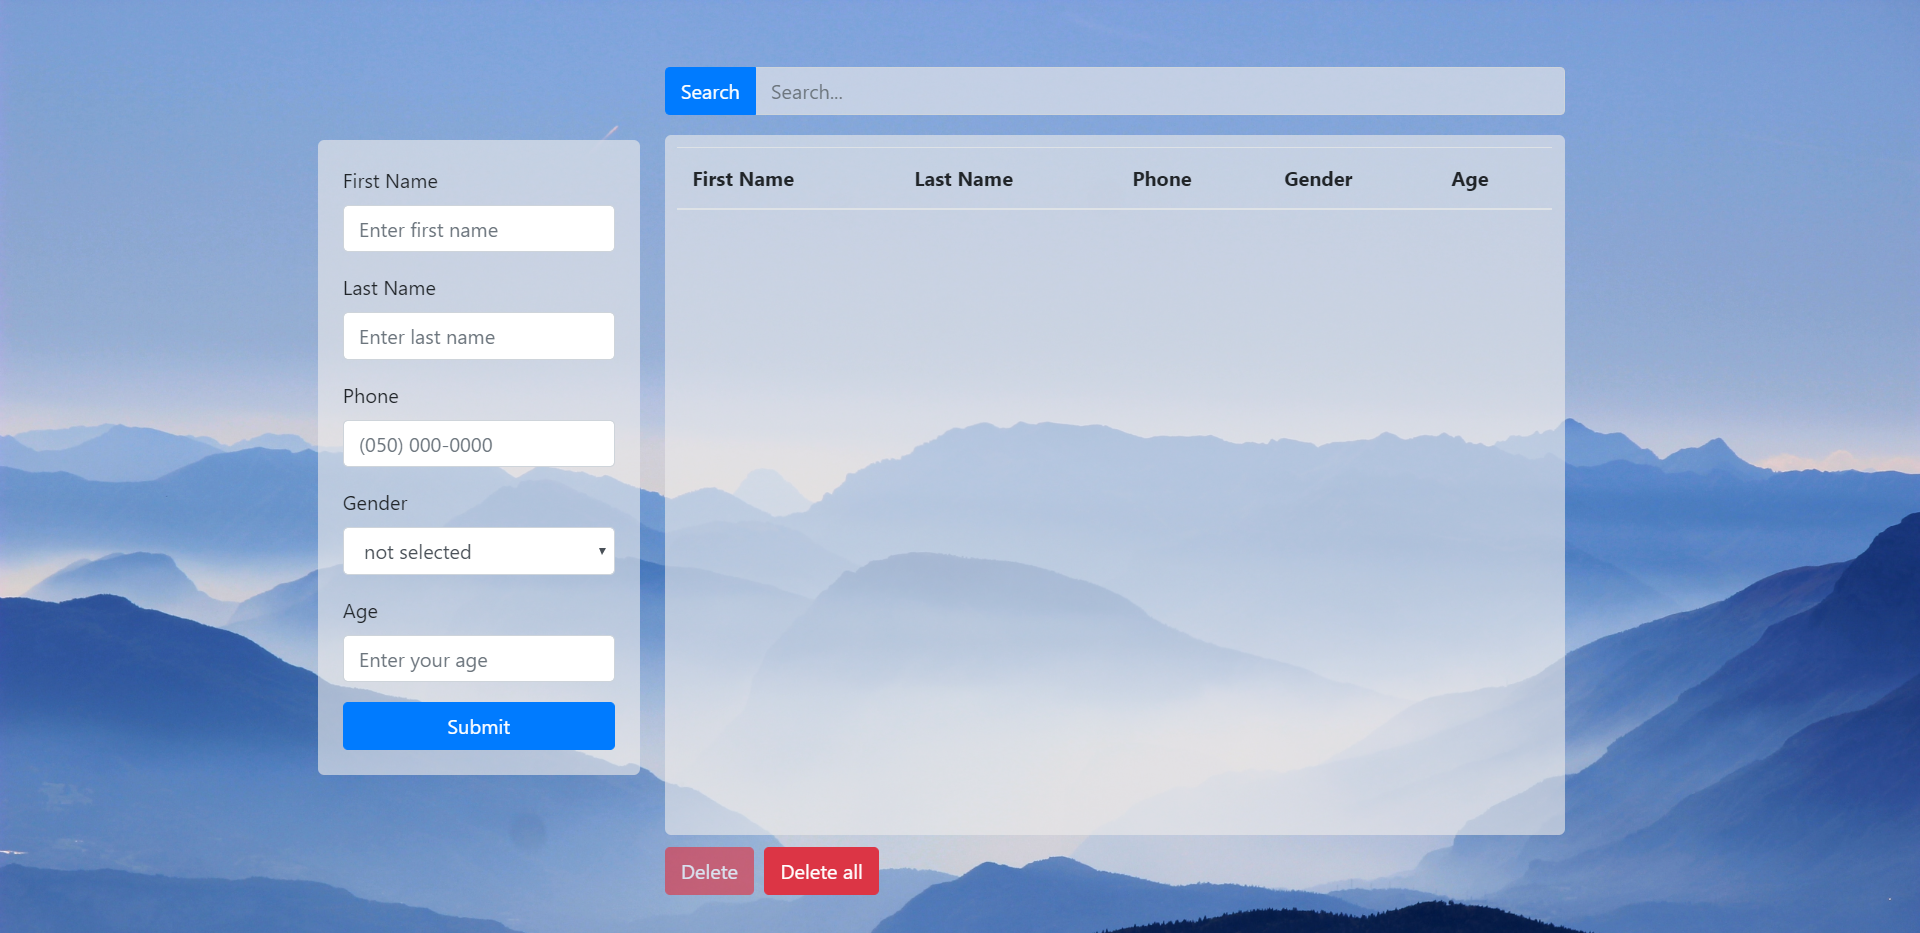 Search
Search...
First Name
Enter first name
Last Name
Enter last name
Phone
(050) 000-0000
Gender
not selected
Age
Enter your age
Submit
First Name Last Name Phone Gender Age
Delete Delete all